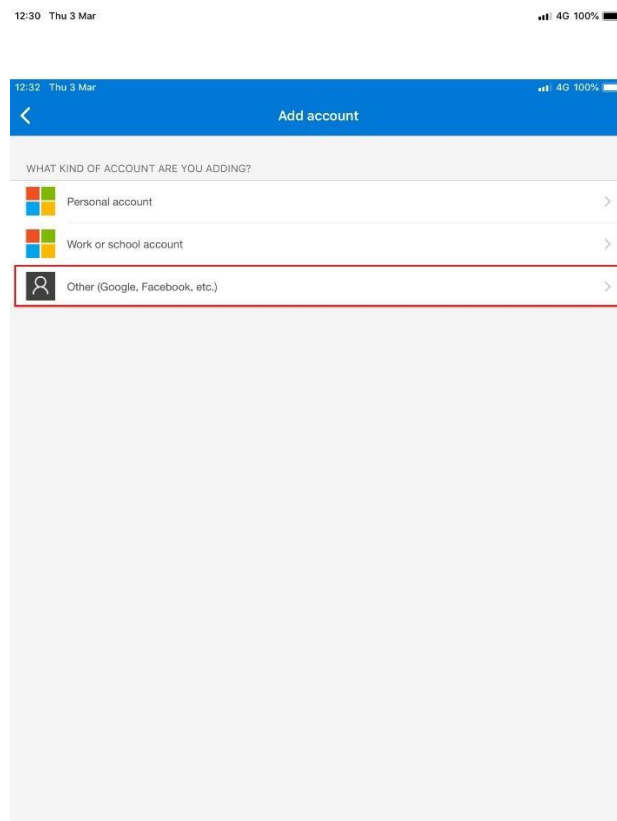 12:30 Thu 3 Mar 4G 100%
12:32 Thu 3 Mar 4G 100%
Add account
WHAT KIND OF ACCOUNT ARE YOU ADDING?
Personal account
Work or school account
Other (Google, Facebook, etc.)